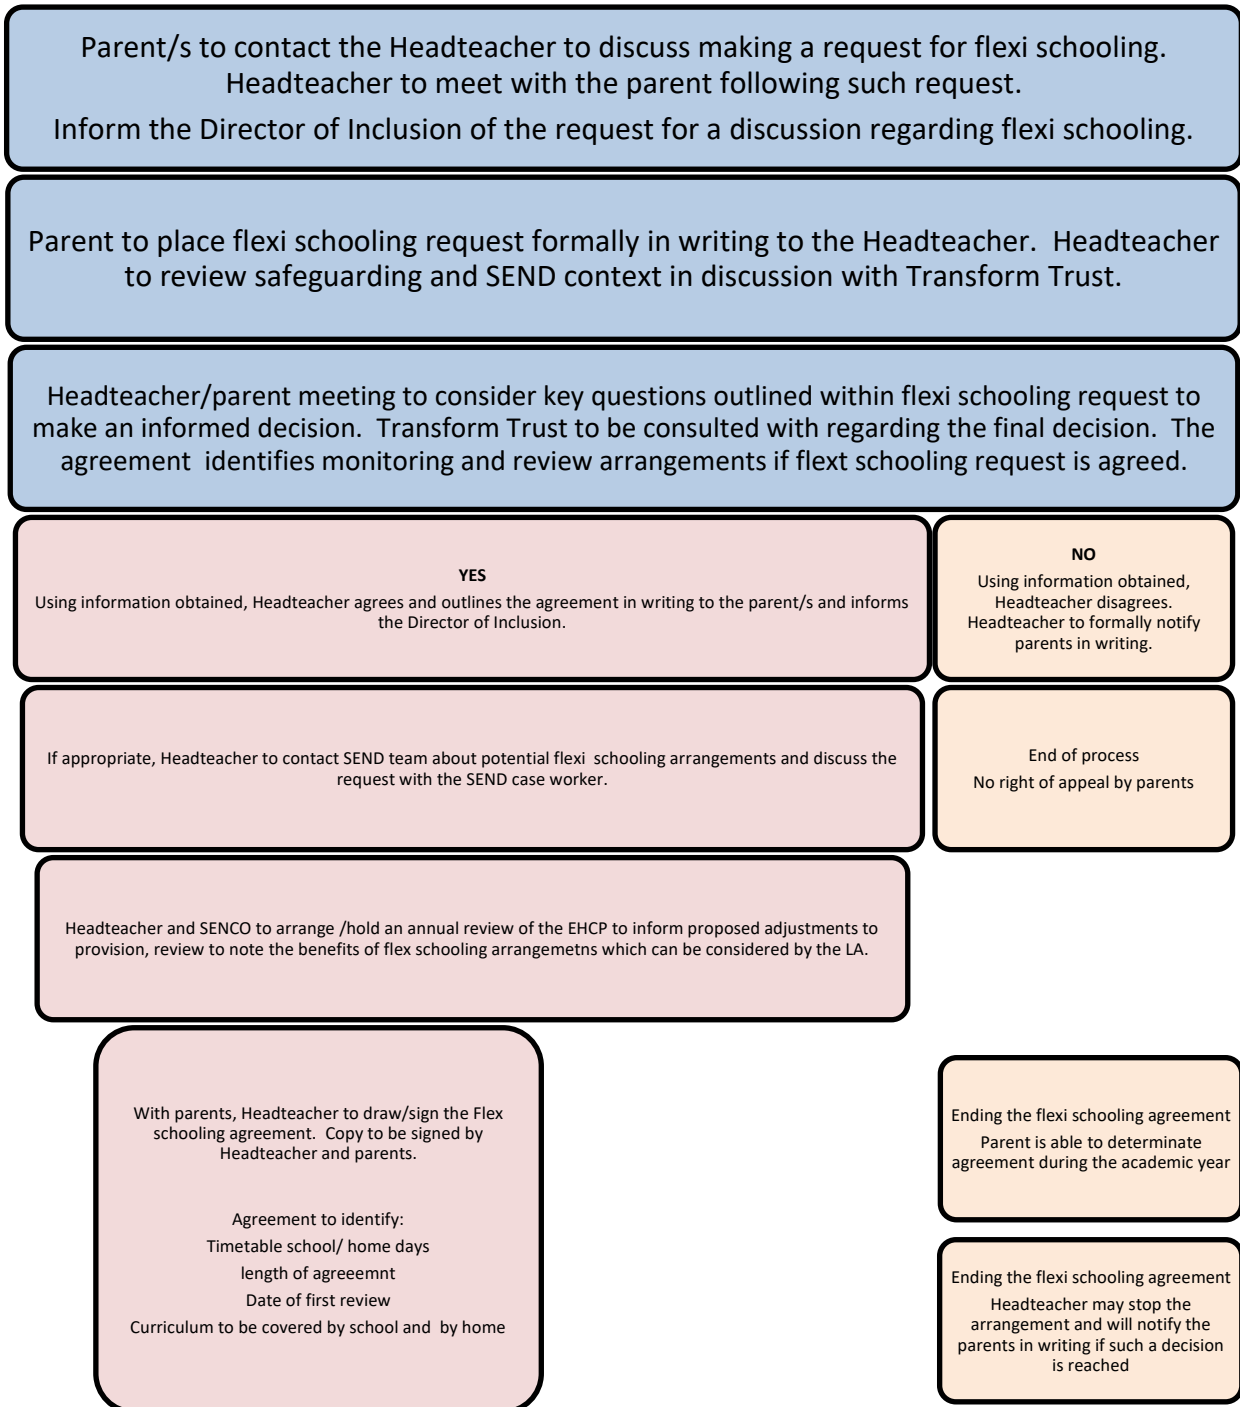 Parent/s to contact the Headteacher to discuss making a request for flexi schooling.
Headteacher to meet with the parent following such request.
Inform the Director of Inclusion of the request for a discussion regarding flexi schooling.
Parent to place flexi schooling request formally in writing to the Headteacher.  Headteacher
to review safeguarding and SEND context in discussion with Transform Trust.
Headteacher/parent meeting to consider key questions outlined within flexi schooling request to
make an informed decision.  Transform Trust to be consulted with regarding the final decision.  The
agreement  identifies monitoring and review arrangements if flext schooling request is agreed.
YES
Using information obtained, Headteacher agrees and outlines the agreement in writing to the parent/s and informs
the Director of Inclusion.
NO
Using information obtained,
Headteacher disagrees.
Headteacher to formally notify
parents in writing.
If appropriate, Headteacher to contact SEND team about potential flexi  schooling arrangements and discuss the
request with the SEND case worker.
End of process
No right of appeal by parents
Headteacher and SENCO to arrange /hold an annual review of the EHCP to inform proposed adjustments to
provision, review to note the benefits of flex schooling arrangemetns which can be considered by the LA.
With parents, Headteacher to draw/sign the Flex
schooling agreement.  Copy to be signed by
Headteacher and parents.
Agreement to identify:
Timetable school/ home days
length of agreeemnt
Date of first review
Curriculum to be covered by school and  by home
Ending the flexi schooling agreement
Parent is able to determinate
agreement during the academic year
Ending the flexi schooling agreement
Headteacher may stop the
arrangement and will notify the
parents in writing if such a decision
is reached